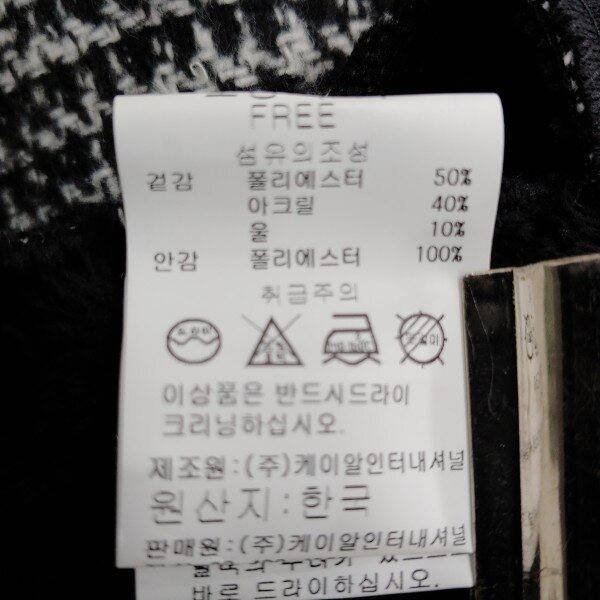 FREE
섬유의조성
겉감 폴리에스터 50%
아크릴 40%
울 10%
안감 폴리에스터 100%
취급주의
드라이
이상품은 반드시드라이
크리닝하십시오.
제조원:(주)케이알인터내셔널
원산지:한국
판매원:(주)케이알인터내셔널
바로 드라이하십시오.